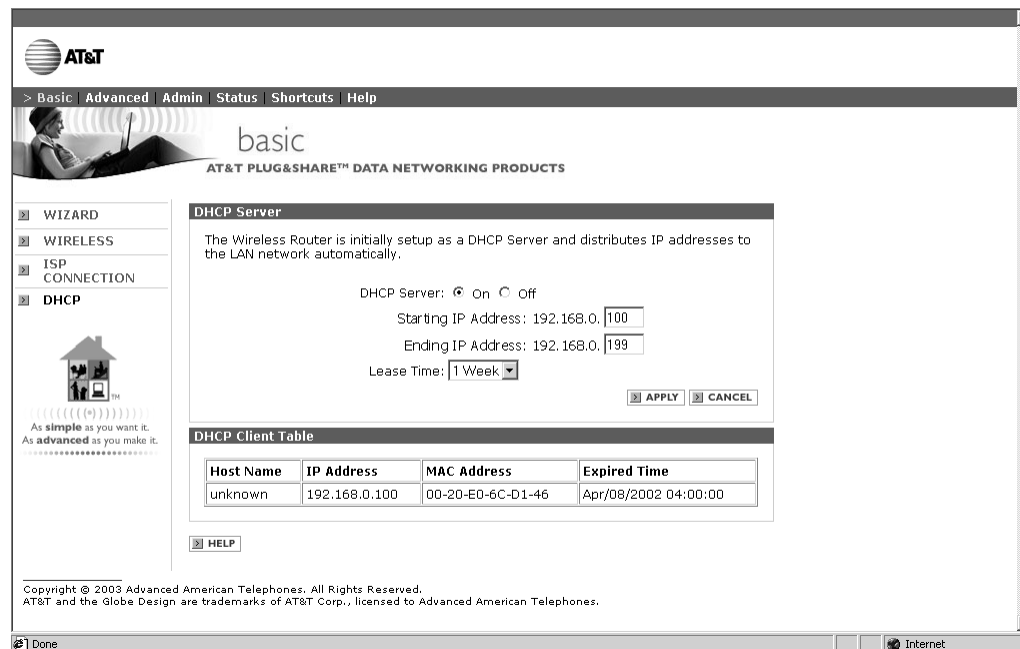 AT&T
> Basic | Advanced | Admin | Status | Shortcuts | Help
basic
AT&T PLUG&SHARE™ DATA NETWORKING PRODUCTS
WIZARD
WIRELESS
ISP
CONNECTION
DHCP
TM
As simple as you want it.
As advanced as you make it.
DHCP Server
The Wireless Router is initially setup as a DHCP Server and distributes IP addresses to
the LAN network automatically.
DHCP Server: On Off
Starting IP Address: 192.168.0. 100
Ending IP Address: 192.168.0. 199
Lease Time: 1 Week
APPLY CANCEL
DHCP Client Table
Host Name IP Address MAC Address Expired Time
unknown 192.168.0.100 00-20-E0-6C-D1-46 Apr/08/2002 04:00:00
HELP
Copyright © 2003 Advanced American Telephones. All Rights Reserved.
AT&T and the Globe Design are trademarks of AT&T Corp., licensed to Advanced American Telephones.
Done
Internet